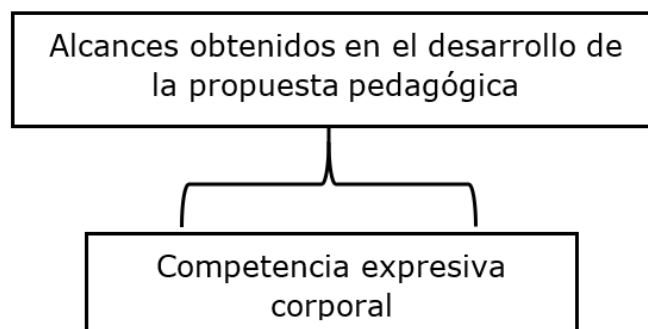 Alcances obtenidos en el desarrollo de
la propuesta pedagógica
Competencia expresiva
corporal